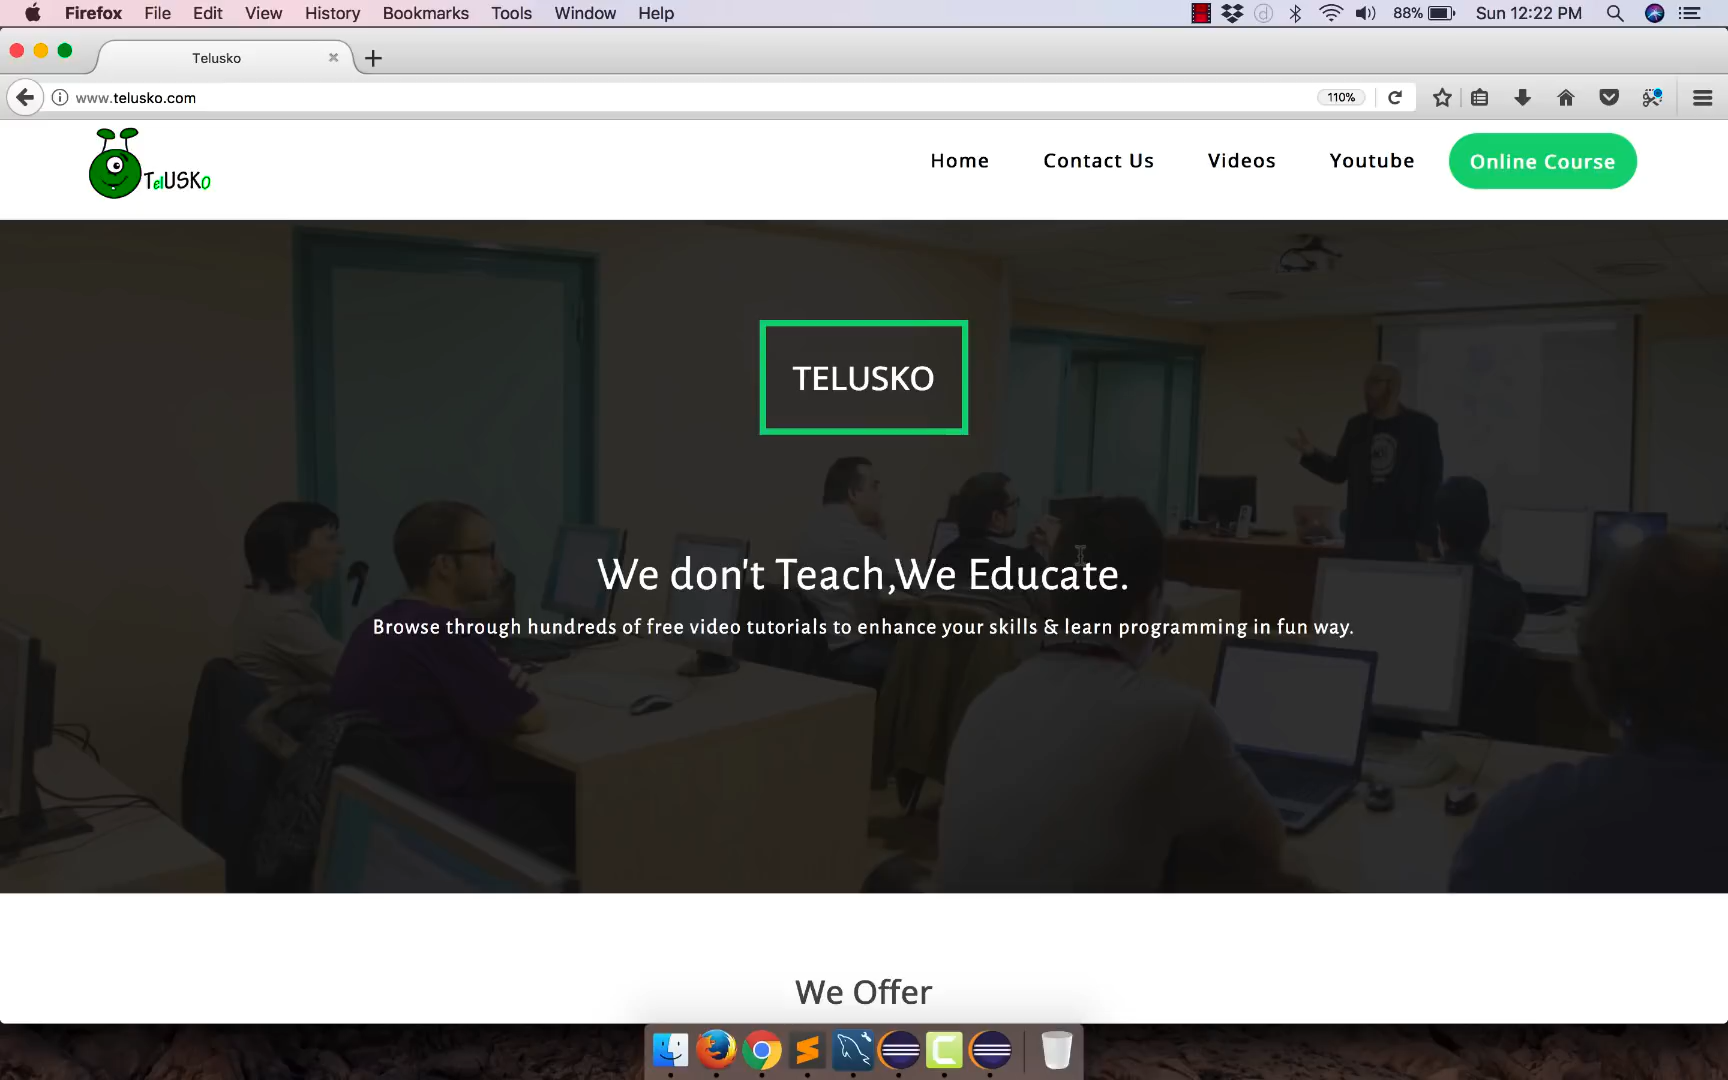 Firefox File Edit View History Bookmarks Tools Window Help 88% Sun 12:22 PM
Telusko
www.telusko.com 110%
TelUSKO
Home Contact Us Videos Youtube Online Course
TELUSKO
We don't Teach,We Educate.
Browse through hundreds of free video tutorials to enhance your skills & learn programming in fun way.
We Offer